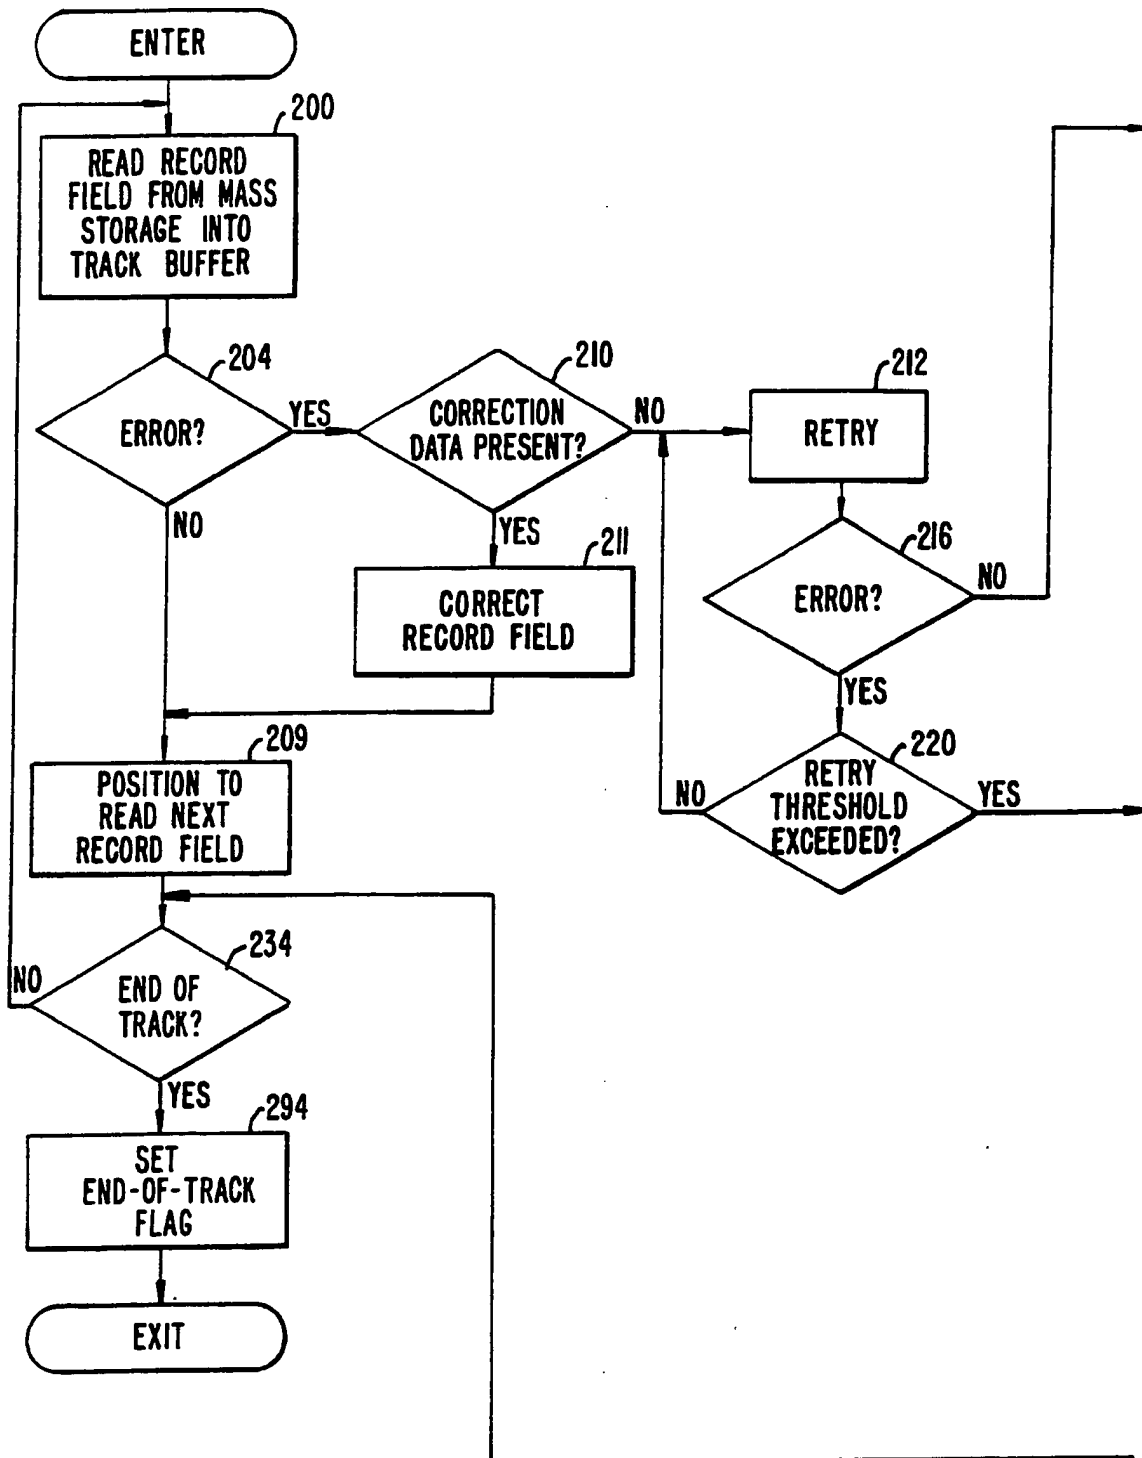 ENTER
200
READ RECORD
FIELD FROM MASS
STORAGE INTO
TRACK BUFFER
204
ERROR?
YES
NO
210
CORRECTION
DATA PRESENT?
NO
YES
211
CORRECT
RECORD FIELD
212
RETRY
216
ERROR?
NO
YES
220
RETRY
THRESHOLD
EXCEEDED?
NO
YES
209
POSITION TO
READ NEXT
RECORD FIELD
234
END OF
TRACK?
NO
YES
294
SET
END-OF-TRACK
FLAG
EXIT